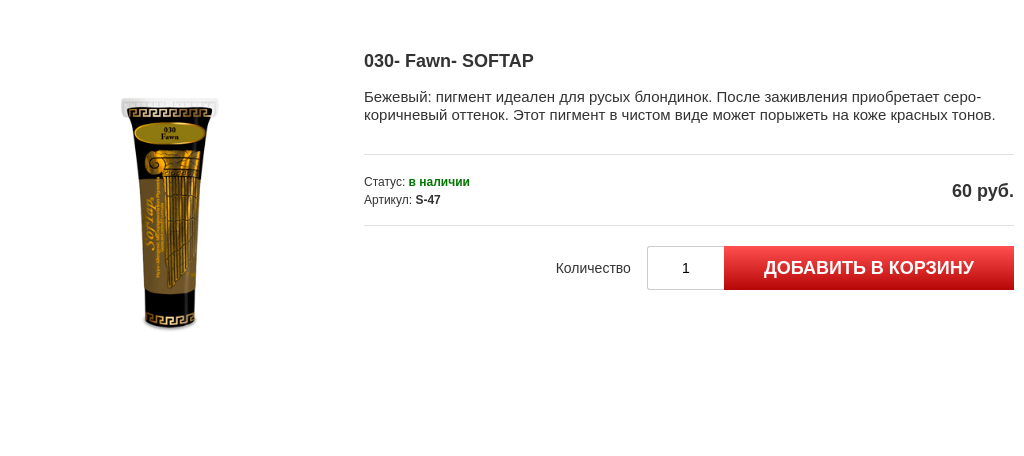 030- Fawn- SOFTAP
Бежевый: пигмент идеален для русых блондинок. После заживления приобретает серо-
коричневый оттенок. Этот пигмент в чистом виде может порыжеть на коже красных тонов.
030
Fawn
Softap
Статус: в наличии
Артикул: S-47
60 руб.
Количество
1
ДОБАВИТЬ В КОРЗИНУ